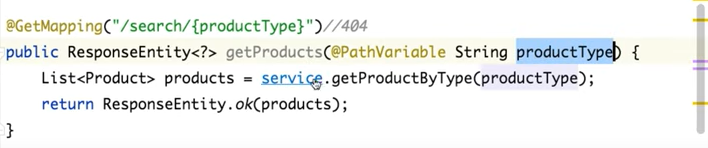 @GetMapping("/search/{productType}")//404
public ResponseEntity<?> getProducts(@PathVariable String productType) {
List<Product> products = service.getProductByType(productType);
return ResponseEntity.ok(products);
}